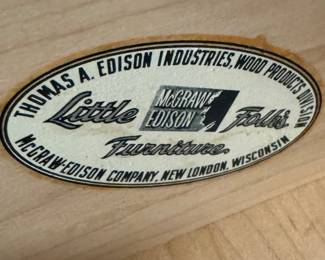 THOMAS A. EDISON INDUSTRIES, WOOD PRODUCTS DIVISION
Little McGRAW EDISON Folks
Furniture.
McGRAW-EDISON COMPANY, NEW LONDON, WISCONSIN